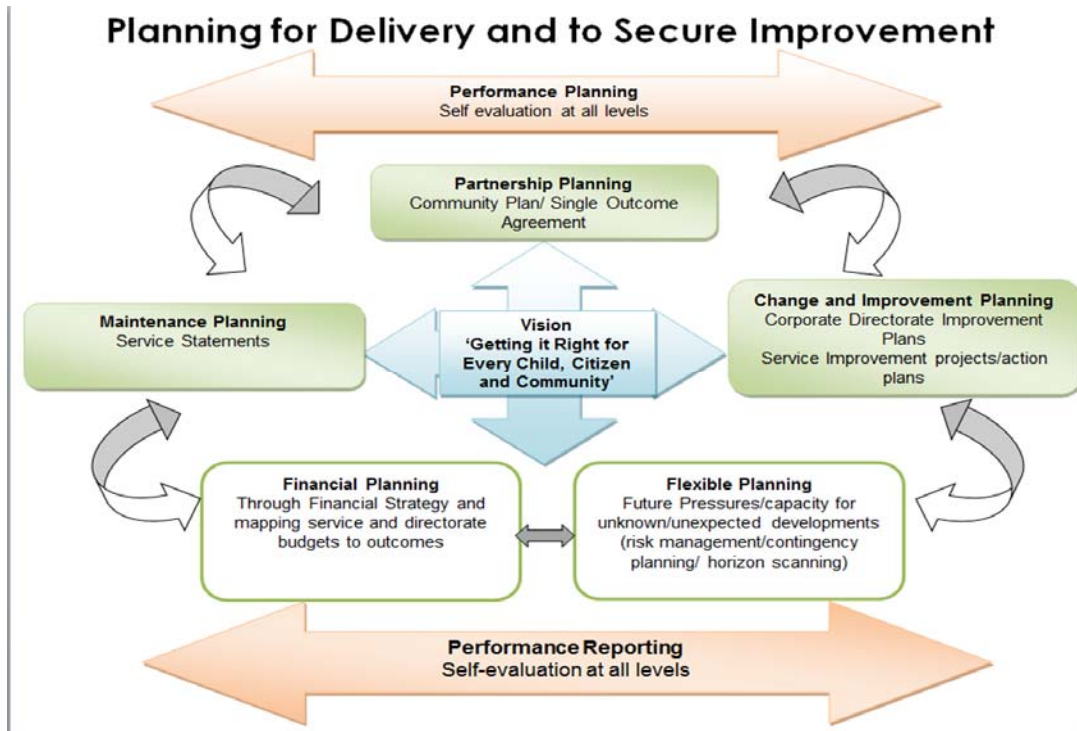 Planning for Delivery and to Secure Improvement
Performance Planning
Self evaluation at all levels
Partnership Planning
Community Plan/ Single Outcome
Agreement
Maintenance Planning
Service Statements
Vision
‘Getting it Right for
Every Child, Citizen
and Community’
Change and Improvement Planning
Corporate Directorate Improvement
Plans
Service Improvement projects/action
plans
Financial Planning
Through Financial Strategy and
mapping service and directorate
budgets to outcomes
Flexible Planning
Future Pressures/capacity for
unknown/unexpected developments
(risk management/contingency
planning/ horizon scanning)
Performance Reporting
Self-evaluation at all levels